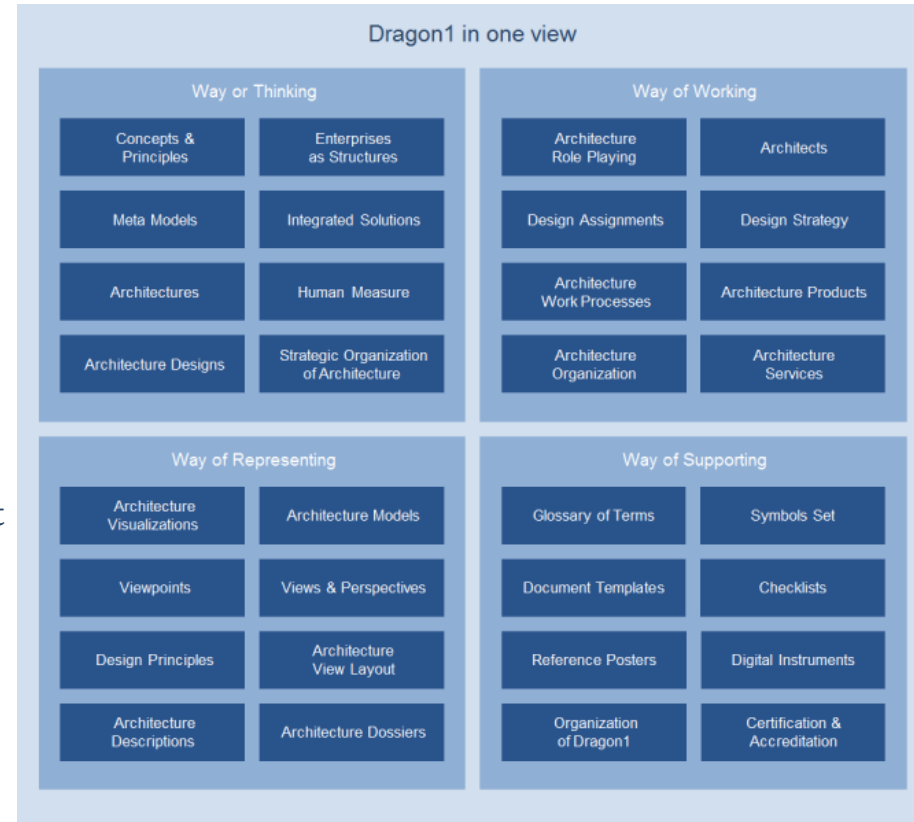 Dragon1 in one view
Way or Thinking
Concepts &
Principles
Enterprises
as Structures
Meta Models
Integrated Solutions
Architectures
Human Measure
Architecture Designs
Strategic Organization
of Architecture
Way of Working
Architecture
Role Playing
Architects
Design Assignments
Design Strategy
Architecture
Work Processes
Architecture Products
Architecture
Organization
Architecture
Services
Way of Representing
Architecture
Visualizations
Architecture Models
Viewpoints
Views & Perspectives
Design Principles
Architecture
View Layout
Architecture
Descriptions
Architecture Dossiers
Way of Supporting
Glossary of Terms
Symbols Set
Document Templates
Checklists
Reference Posters
Digital Instruments
Organization
of Dragon1
Certification &
Accreditation